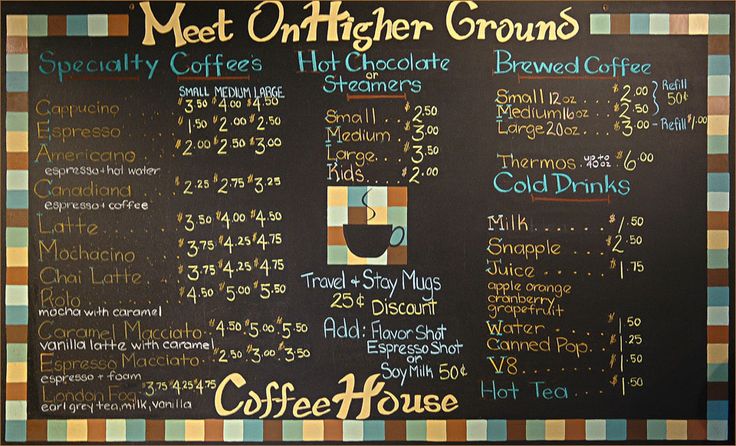 Meet On Higher Ground
Specialty Coffees
SMALL MEDIUM LARGE
Cappucino . . . $3.50 $4.00 $4.50
Espresso . . . $1.50 $2.00 $2.50
Americano . . . $2.00 $2.50 $3.00
espresso + hot water
Canadiana . . . $2.25 $2.75 $3.25
espresso + coffee
Latte . . . $3.50 $4.00 $4.50
Mochacino . . . $3.75 $4.25 $4.75
Chai Latte . . . $3.75 $4.25 $4.75
Rolo . . . $4.50 $5.00 $5.50
mocha with caramel
Caramel Macciato . . $4.50 $5.00 $5.50
vanilla latte with caramel
Espresso Macciato . . . $2.50 $3.00 $3.50
espresso + foam
London Fog . $3.75 $4.25 $4.75
earl grey tea, milk, vanilla
Hot Chocolate
or
Steamers
Small . . . $2.50
Medium . . . $3.00
Large . . . $3.50
Kids . . . $2.00
Travel + Stay Mugs
25¢ Discount
Add: Flavor Shot
Espresso Shot
or
Soy Milk 50¢
Brewed Coffee
Small 12oz . . . $2.00
Medium 16oz . . $2.50
Refill
50¢
Large 20oz . . . $3.00 - Refill $1.00
Thermos . up to 40oz . . $6.00
Cold Drinks
Milk . . . . . . $1.50
Snapple . . . . $2.50
Juice . . . . . . $1.75
apple orange
cranberry
grapefruit
Water . . . . . . $1.50
Canned Pop . . $1.25
V8 . . . . . . $1.50
Hot Tea . . . . $1.50
Coffee House